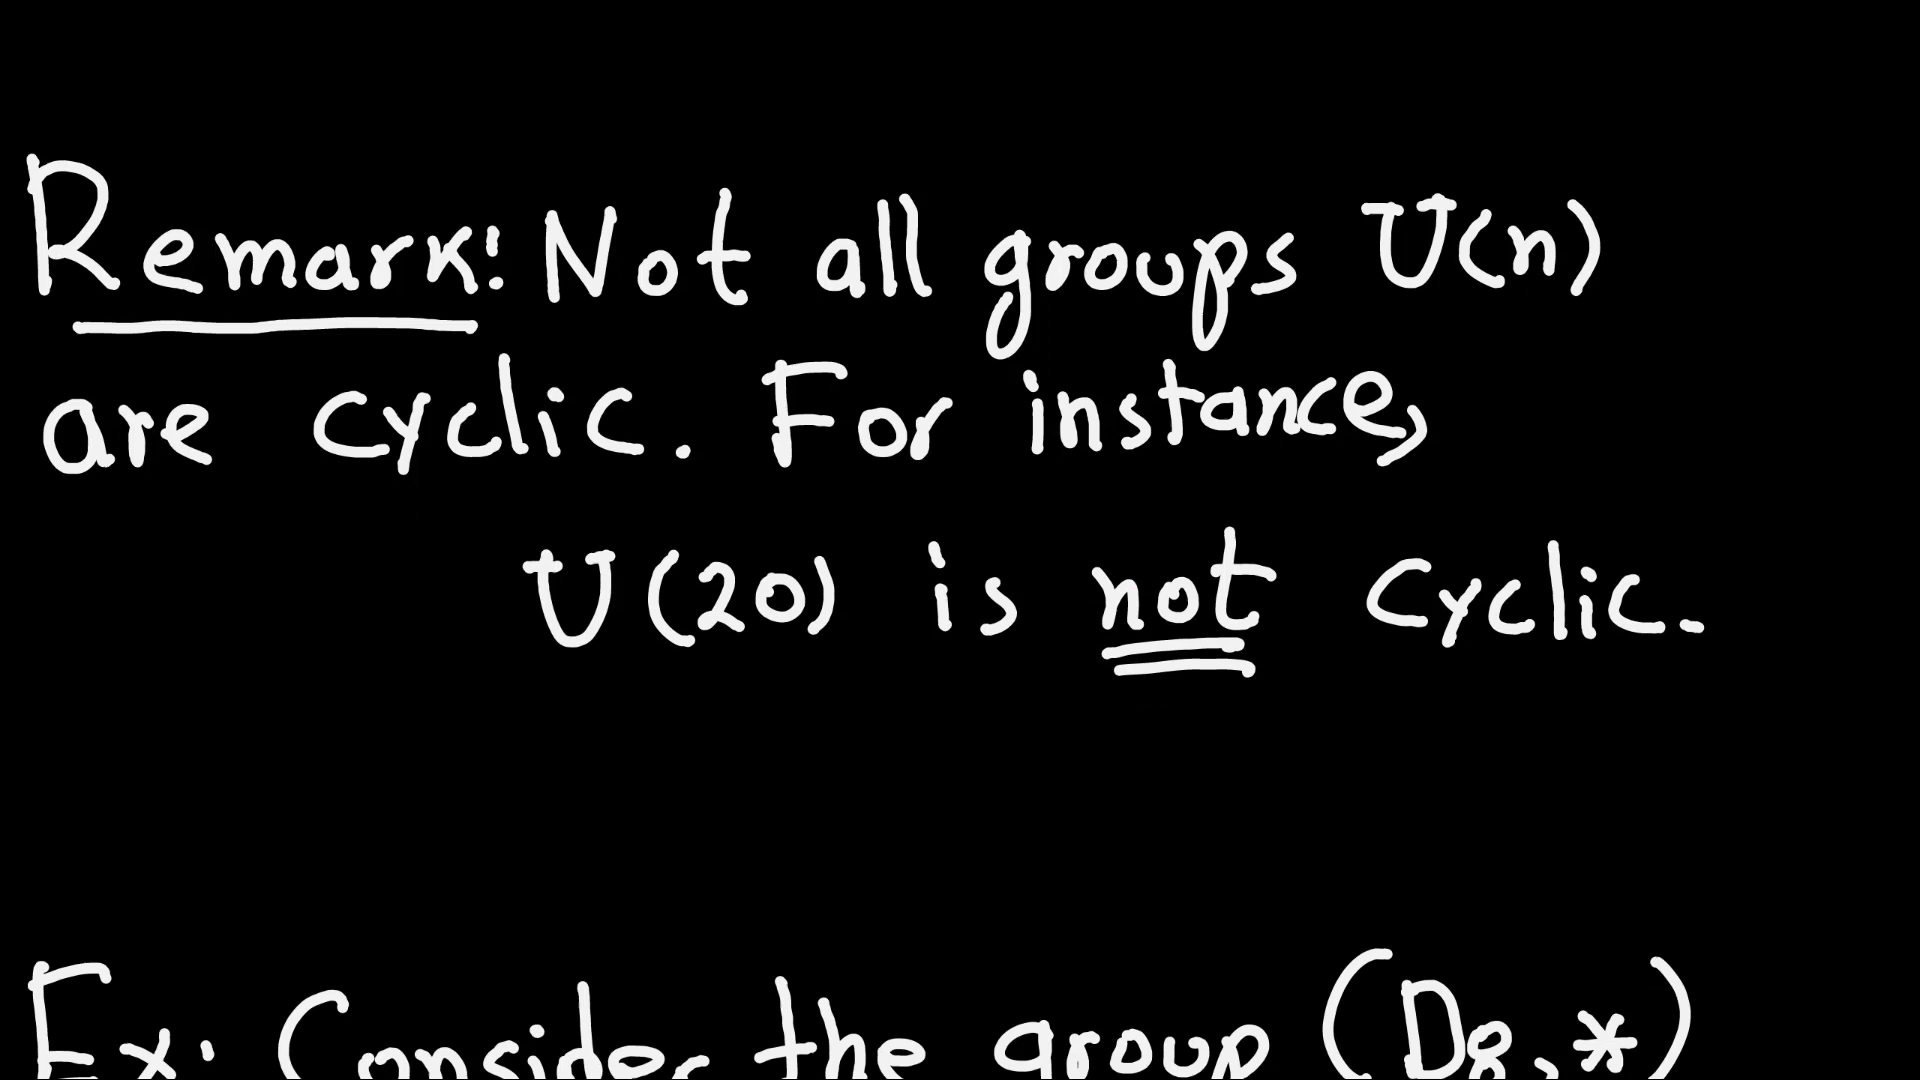 Remark: Not all groups U(n)
are cyclic. For instance,
U(20) is not cyclic.
Ex: Consider the group (D8,*)